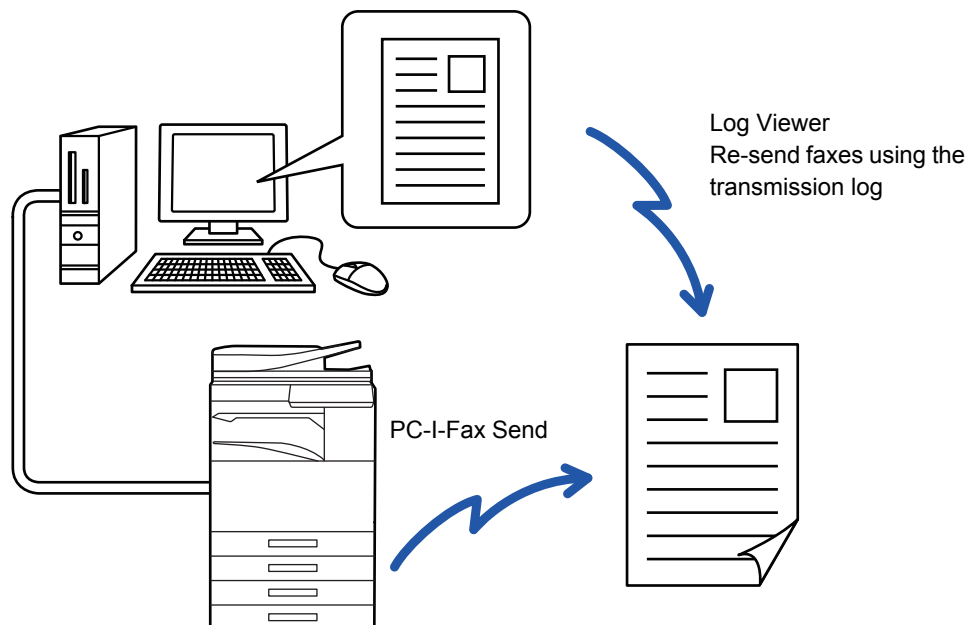 Log Viewer
Re-send faxes using the
transmission log
PC-I-Fax Send